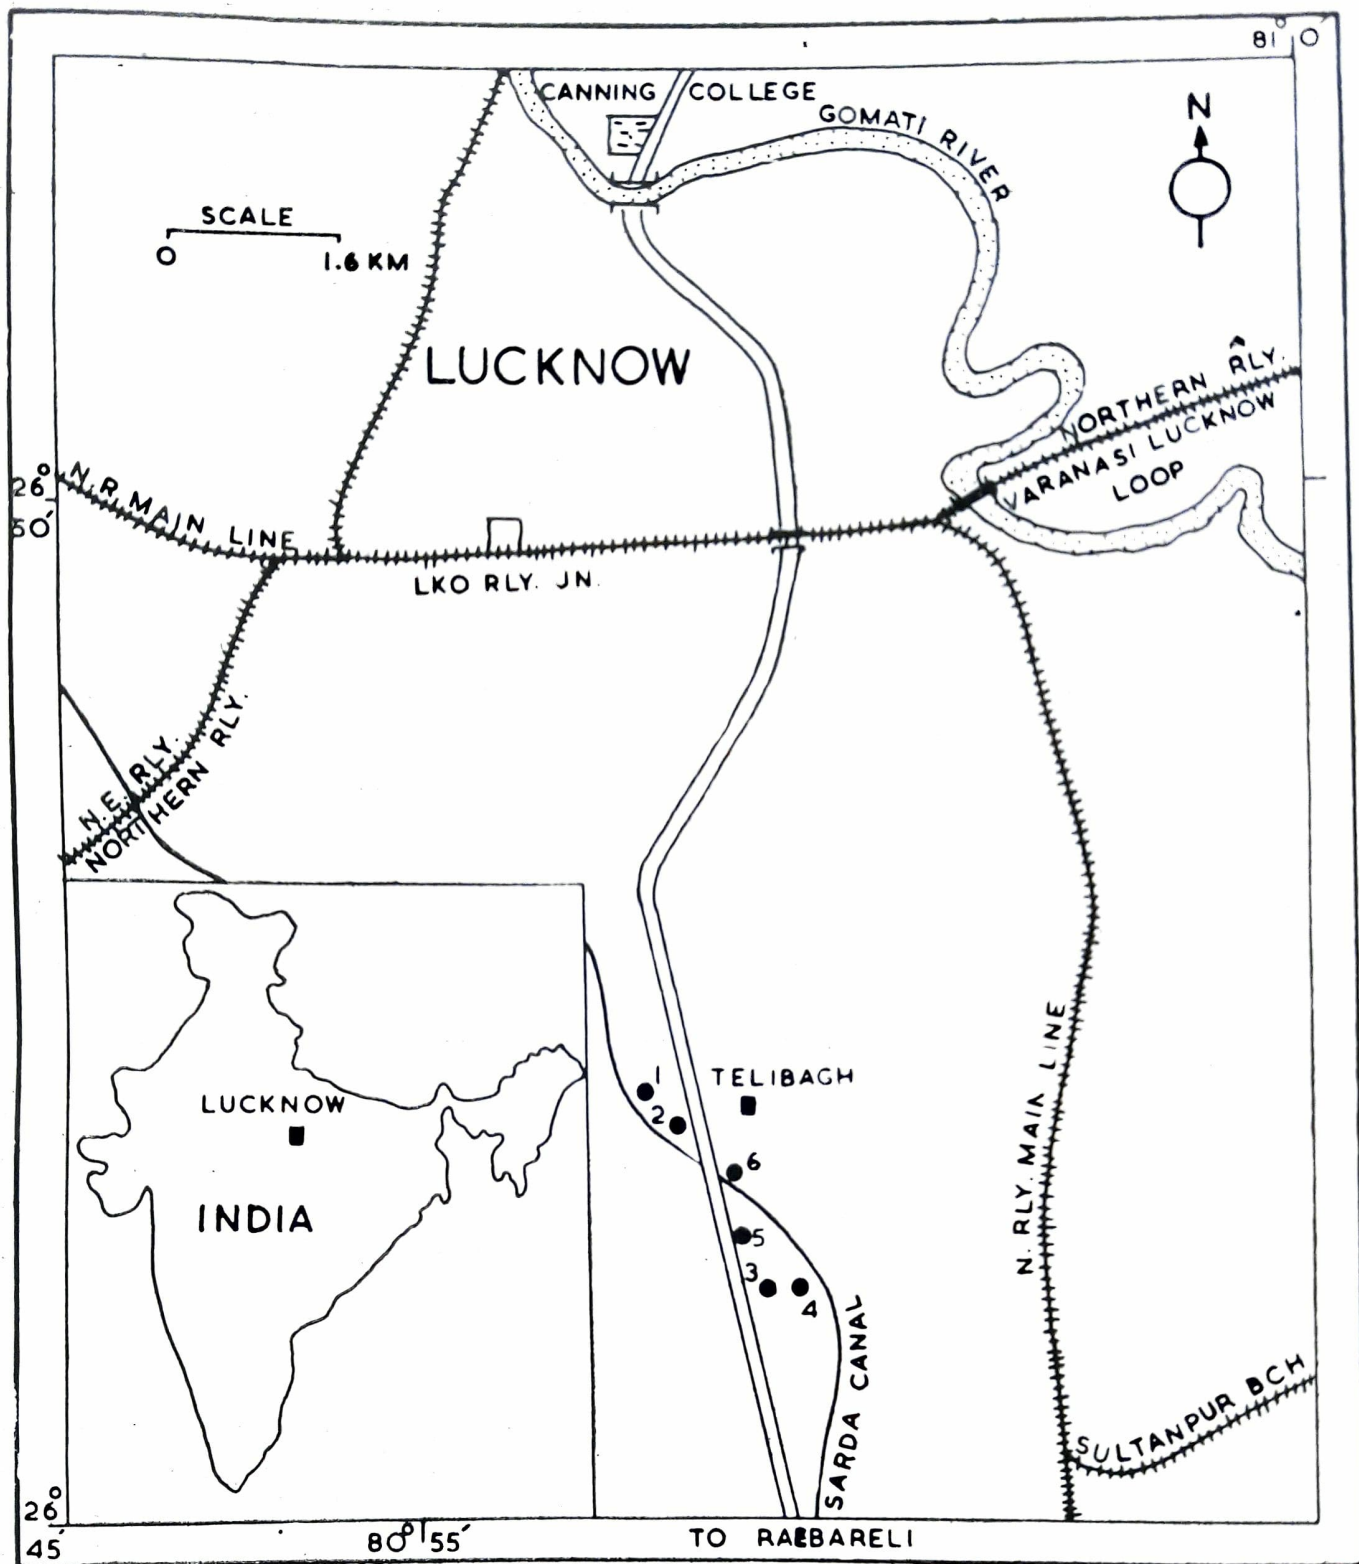 81° 0
CANNING COLLEGE
GOMATI RIVER
N
SCALE
0 1.6 KM
LUCKNOW
NORTHERN RLY.
VARANASI LUCKNOW
LOOP
26°
50'
N.R. MAIN LINE
LKO RLY. JN.
N.E. RLY.
NORTHERN RLY.
LUCKNOW
INDIA
TELIBAGH
1
2
6
5
3
4
SARDA CANAL
N. RLY. MAIN LINE
SULTANPUR BCH
26°
45'
80° 55'
TO RAEBARELI